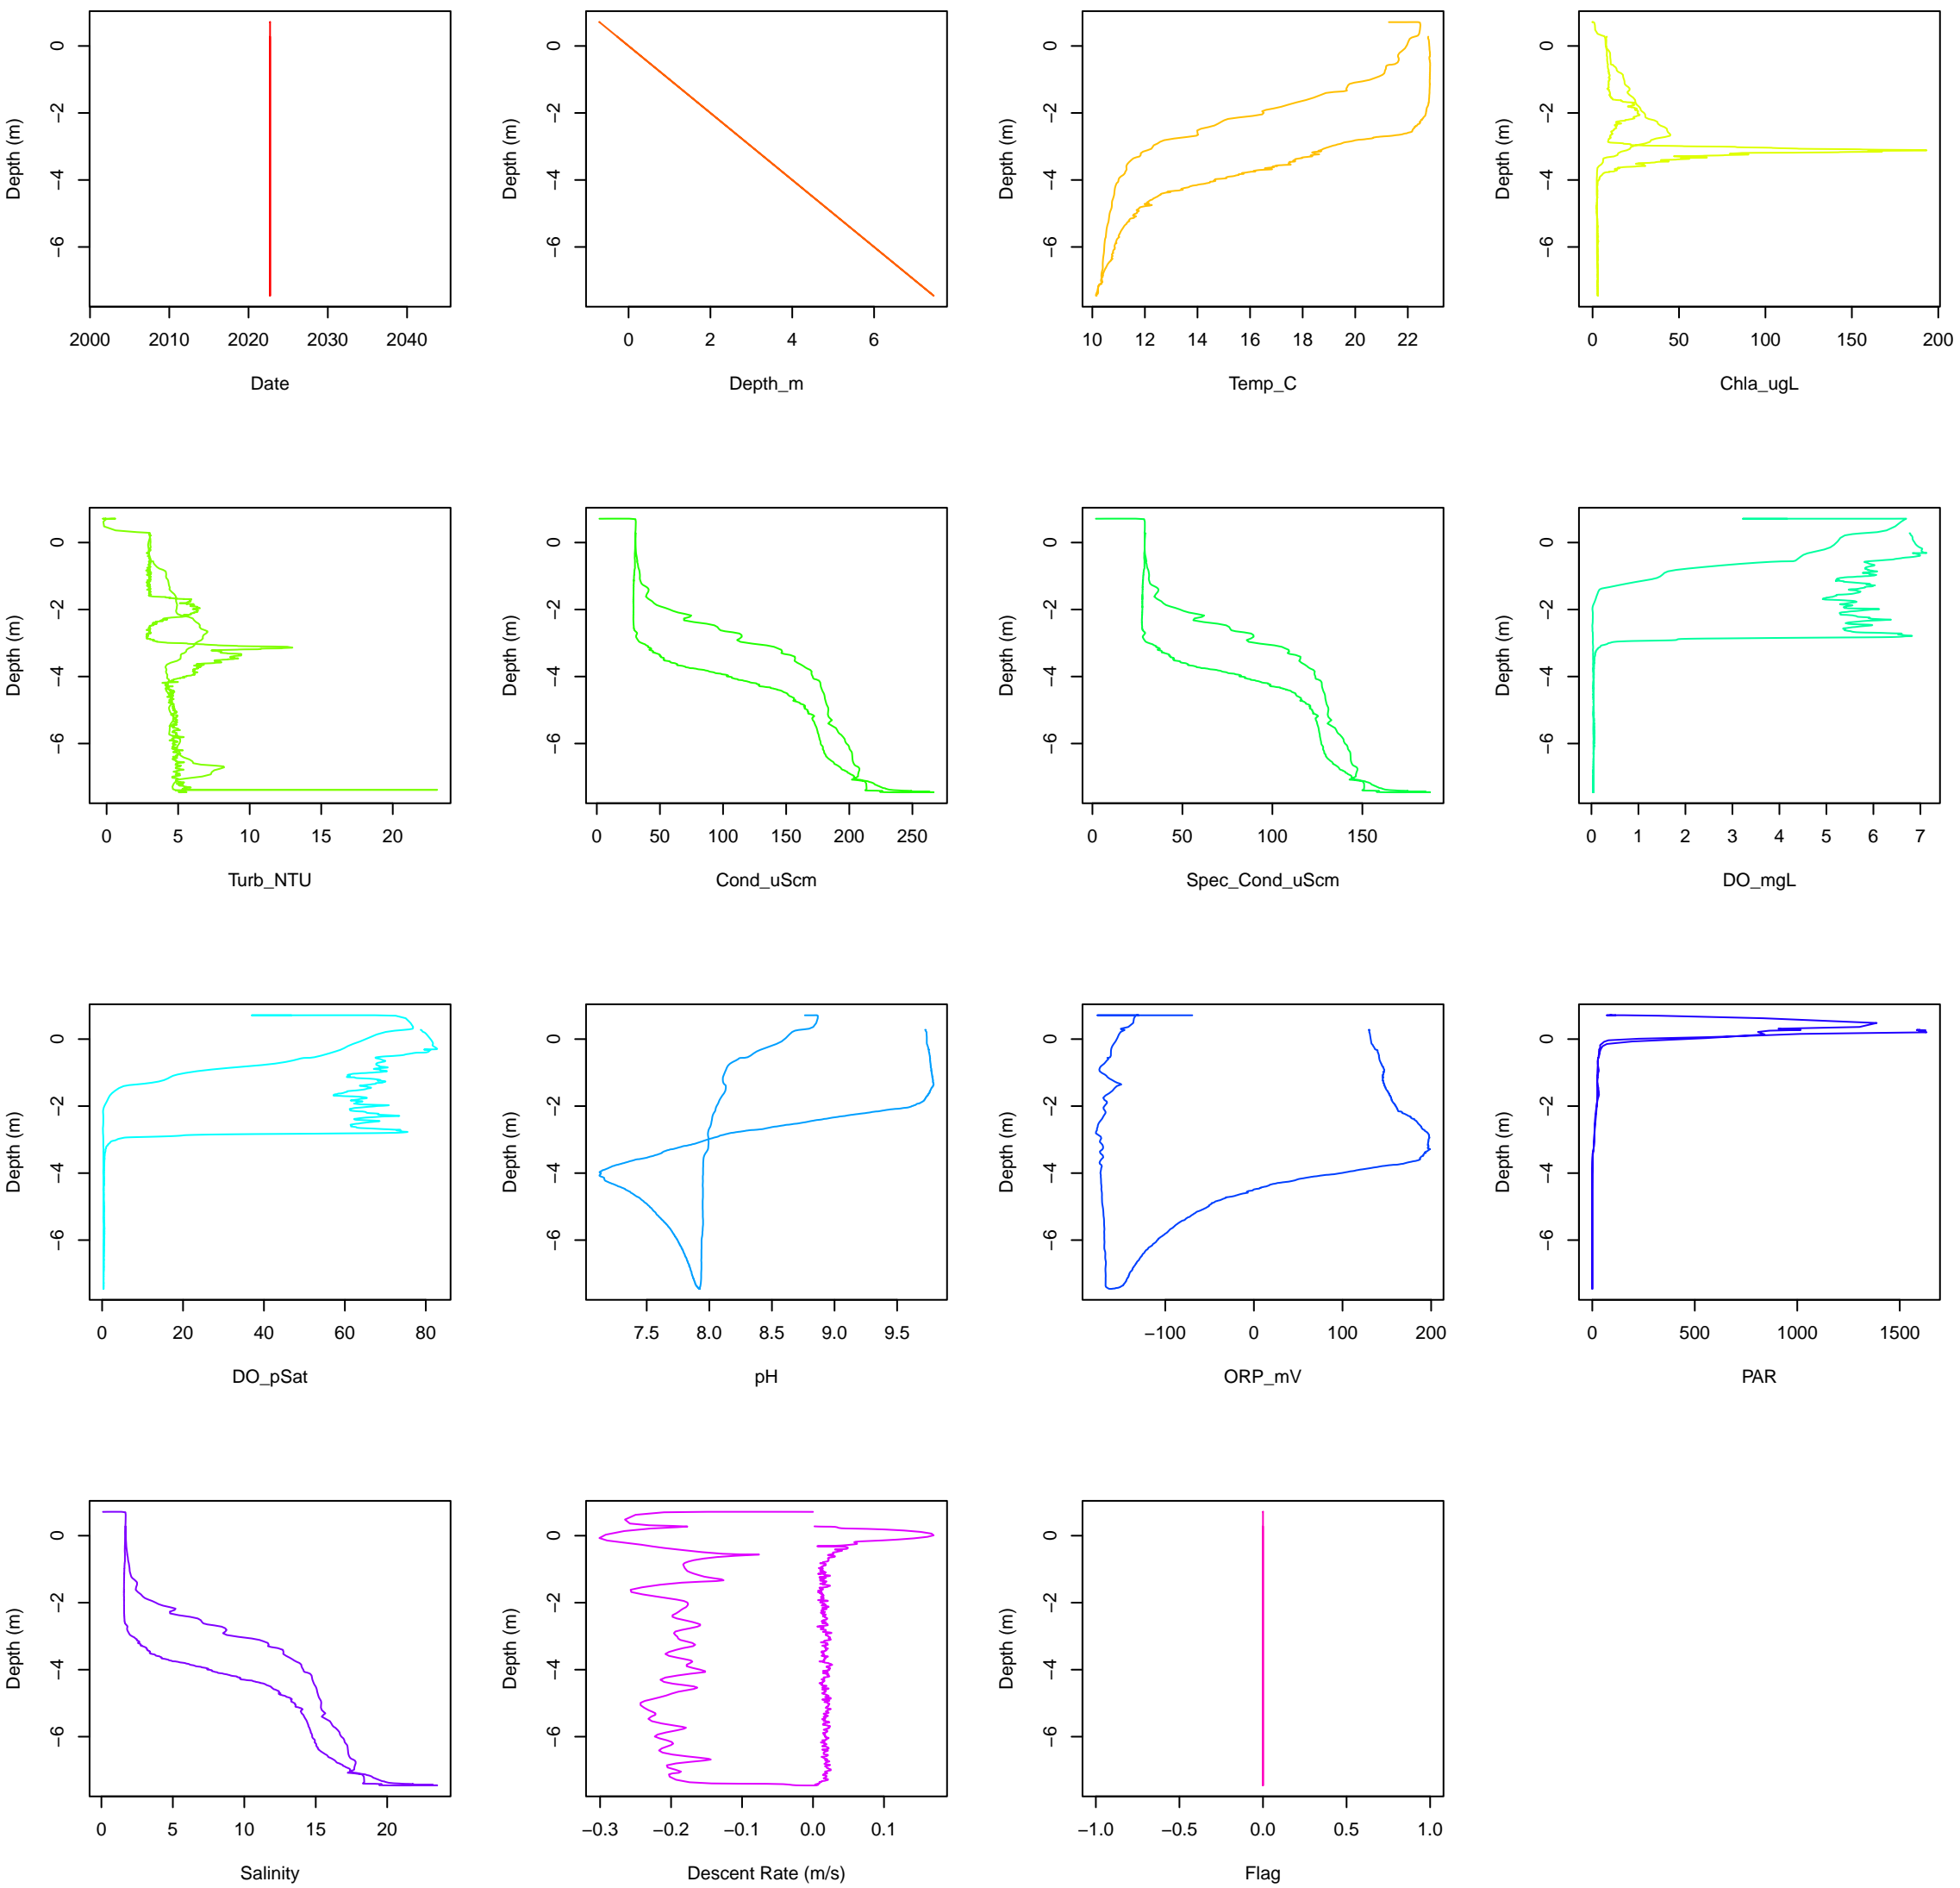 Depth (m) Depth (m) Depth (m) Depth (m)
0 0 0 0
−2 −2 −2 −2
−4 −4 −4 −4
−6 −6 −6 −6
2000 2010 2020 2030 2040 0 2 4 6 10 12 14 16 18 20 22 0 50 100 150 200
Date Depth_m Temp_C Chla_ugL
Depth (m) Depth (m) Depth (m) Depth (m)
0 0 0 0
−2 −2 −2 −2
−4 −4 −4 −4
−6 −6 −6 −6
0 5 10 15 20 0 50 100 150 200 250 0 50 100 150 0 1 2 3 4 5 6 7
Turb_NTU Cond_uScm Spec_Cond_uScm DO_mgL
Depth (m) Depth (m) Depth (m) Depth (m)
0 0 0 0
−2 −2 −2 −2
−4 −4 −4 −4
−6 −6 −6 −6
0 20 40 60 80 7.5 8.0 8.5 9.0 9.5 −100 0 100 200 0 500 1000 1500
DO_pSat pH ORP_mV PAR
Depth (m) Depth (m) Depth (m)
0 0 0
−2 −2 −2
−4 −4 −4
−6 −6 −6
0 5 10 15 20 −0.3 −0.2 −0.1 0.0 0.1 −1.0 −0.5 0.0 0.5 1.0
Salinity Descent Rate (m/s) Flag